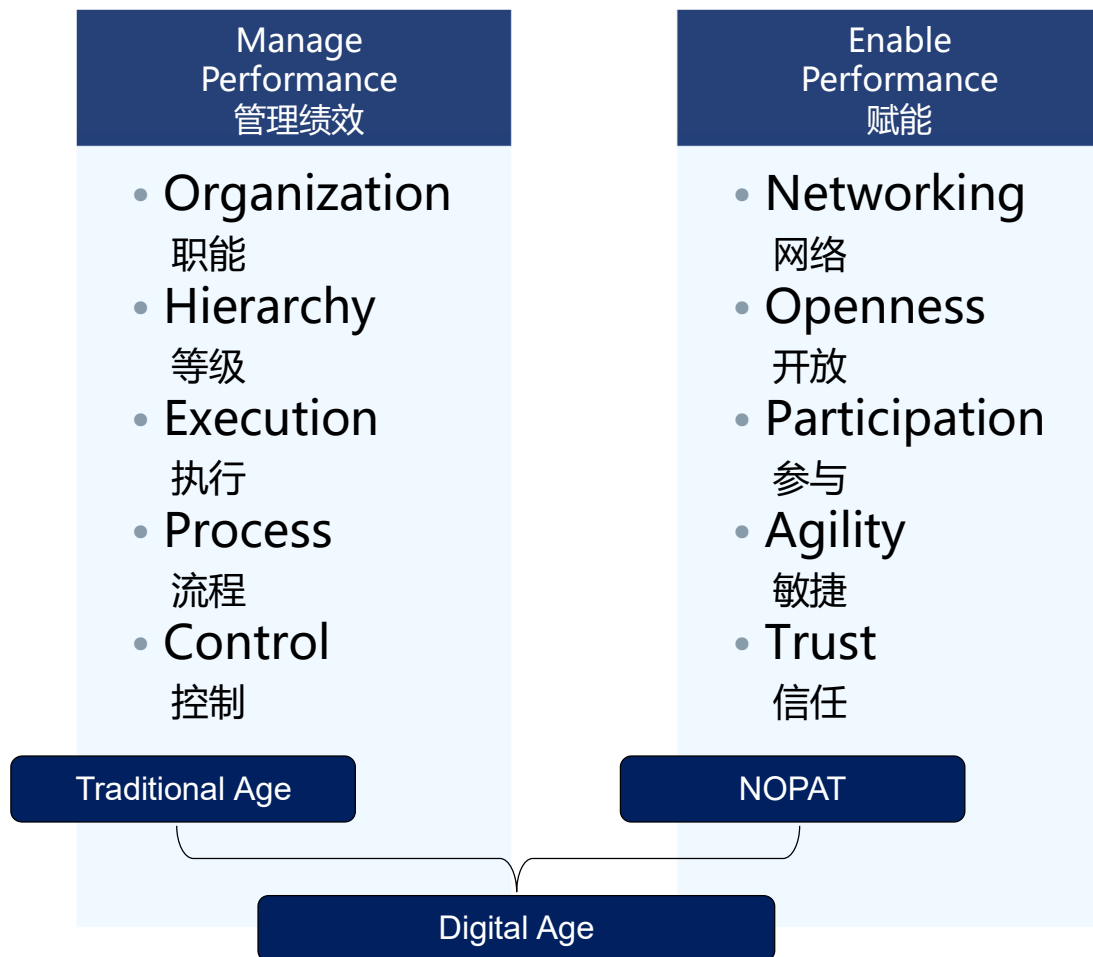 Manage
Performance
管理绩效
• Organization
职能
• Hierarchy
等级
• Execution
执行
• Process
流程
• Control
控制
Traditional Age
Enable
Performance
赋能
• Networking
网络
• Openness
开放
• Participation
参与
• Agility
敏捷
• Trust
信任
NOPAT
Digital Age